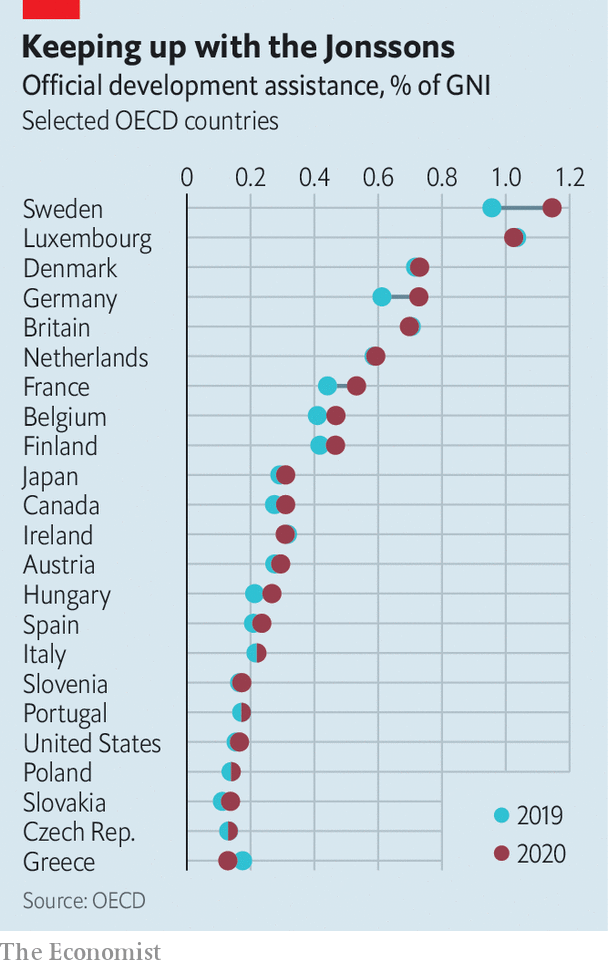 Keeping up with the Jonssons
Official development assistance, % of GNI
Selected OECD countries
0 0.2 0.4 0.6 0.8 1.0 1.2
Sweden
Luxembourg
Denmark
Germany
Britain
Netherlands
France
Belgium
Finland
Japan
Canada
Ireland
Austria
Hungary
Spain
Italy
Slovenia
Portugal
United States
Poland
Slovakia
Czech Rep.
Greece
2019
2020
Source: OECD
The Economist